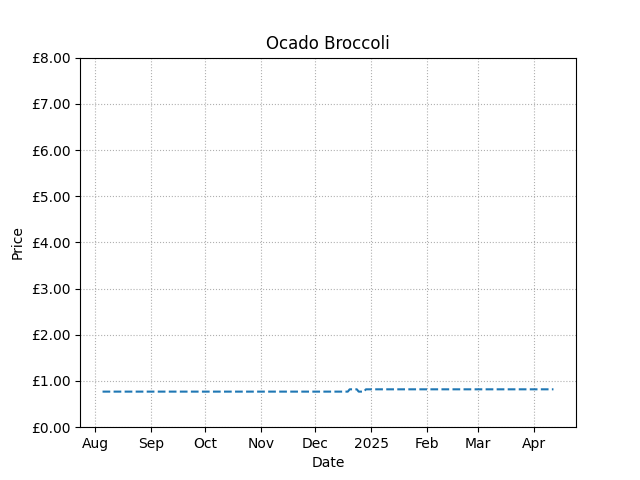 Ocado Broccoli
£8.00
£7.00
£6.00
£5.00
£4.00
£3.00
£2.00
£1.00
£0.00
Price
Aug Sep Oct Nov Dec 2025 Feb Mar Apr
Date